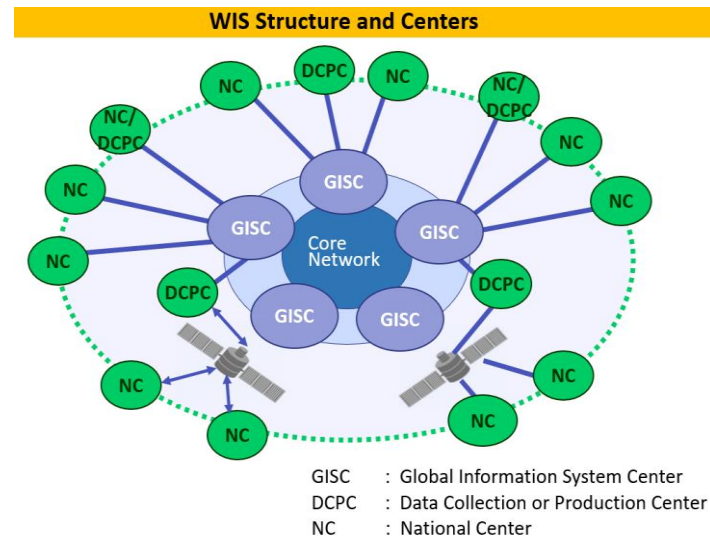 WIS Structure and Centers
DCPC
NC
NC
NC/
DCPC
NC/
DCPC
NC
NC
NC
GISC
GISC
GISC
NC
Core
Network
NC
DCPC
DCPC
GISC
GISC
NC
NC
NC
NC
GISC : Global Information System Center
DCPC : Data Collection or Production Center
NC : National Center